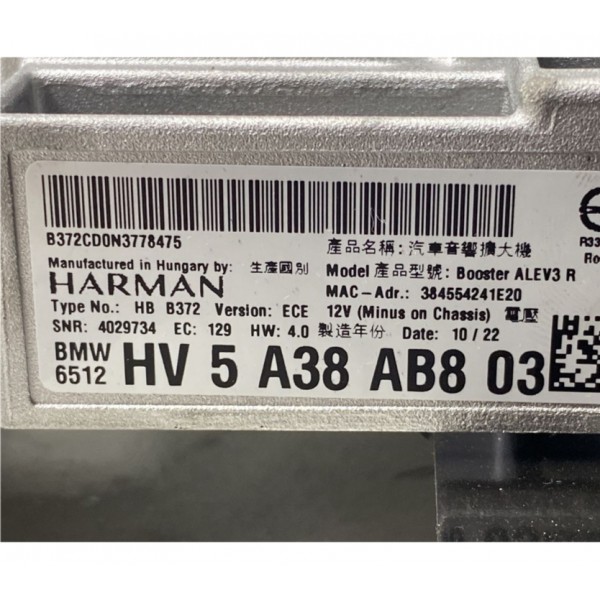 B372CD0N3778475
產品名稱: 汽車音響擴大機
Manufactured in Hungary by: 生產國別
HARMAN
Model 產品型號: Booster ALEV3 R
MAC-Adr.: 384554241E20
Type No.: HB B372 Version: ECE 12V (Minus on Chassis) 電壓
SNR: 4029734 EC: 129 HW: 4.0 製造年份 Date: 10 / 22
BMW 6512 HV 5 A38 AB8 03
R33